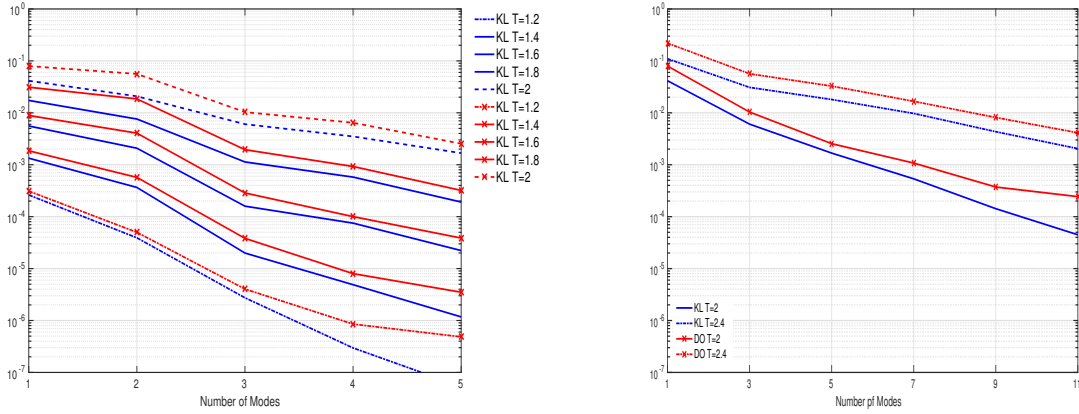 10^0
10^-1
10^-2
10^-3
10^-4
10^-5
10^-6
10^-7
1
2
3
4
5
Number of Modes
KL T=1.2
KL T=1.4
KL T=1.6
KL T=1.8
KL T=2
KL T=1.2
KL T=1.4
KL T=1.6
KL T=1.8
KL T=2
10^0
10^-1
10^-2
10^-3
10^-4
10^-5
10^-6
10^-7
KL T=2
KL T=2.4
DO T=2
DO T=2.4
1
3
5
7
9
11
Number pf Modes